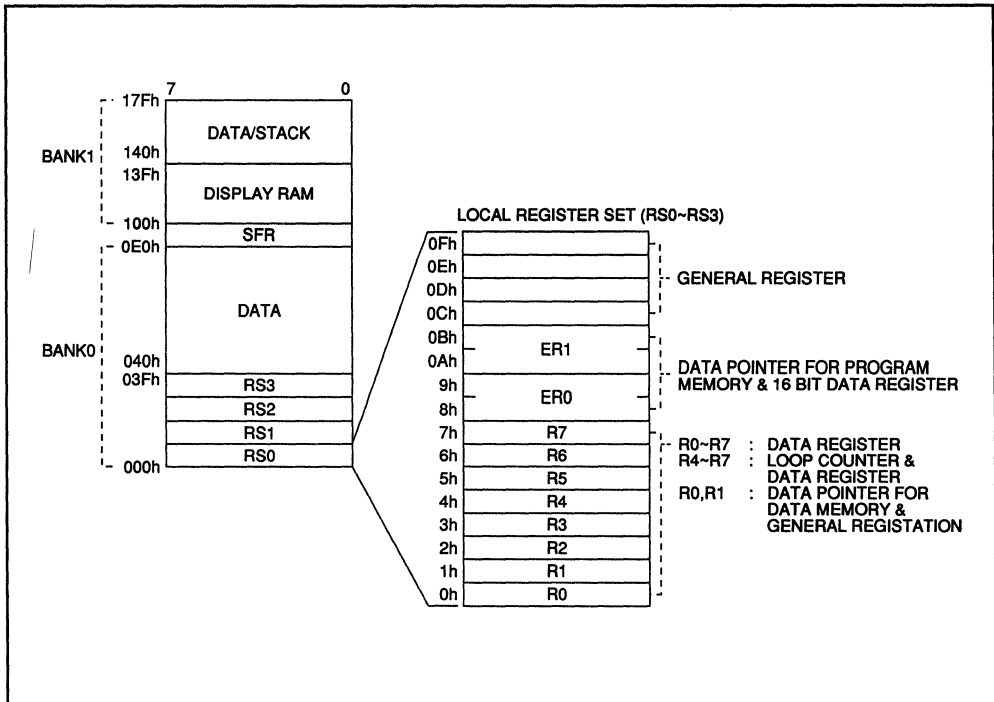 7 0
17Fh
DATA/STACK
140h
BANK1
13Fh
DISPLAY RAM
100h
SFR
0E0h
DATA
BANK0
040h
03Fh
RS3
RS2
RS1
RS0
000h
LOCAL REGISTER SET (RS0~RS3)
0Fh
0Eh
0Dh
0Ch
GENERAL REGISTER
0Bh
ER1
0Ah
9h
ER0
8h
DATA POINTER FOR PROGRAM
MEMORY & 16 BIT DATA REGISTER
7h R7
6h R6
5h R5
4h R4
3h R3
2h R2
1h R1
0h R0
R0~R7 : DATA REGISTER
R4~R7 : LOOP COUNTER &
DATA REGISTER
R0,R1 : DATA POINTER FOR
DATA MEMORY &
GENERAL REGISTATION